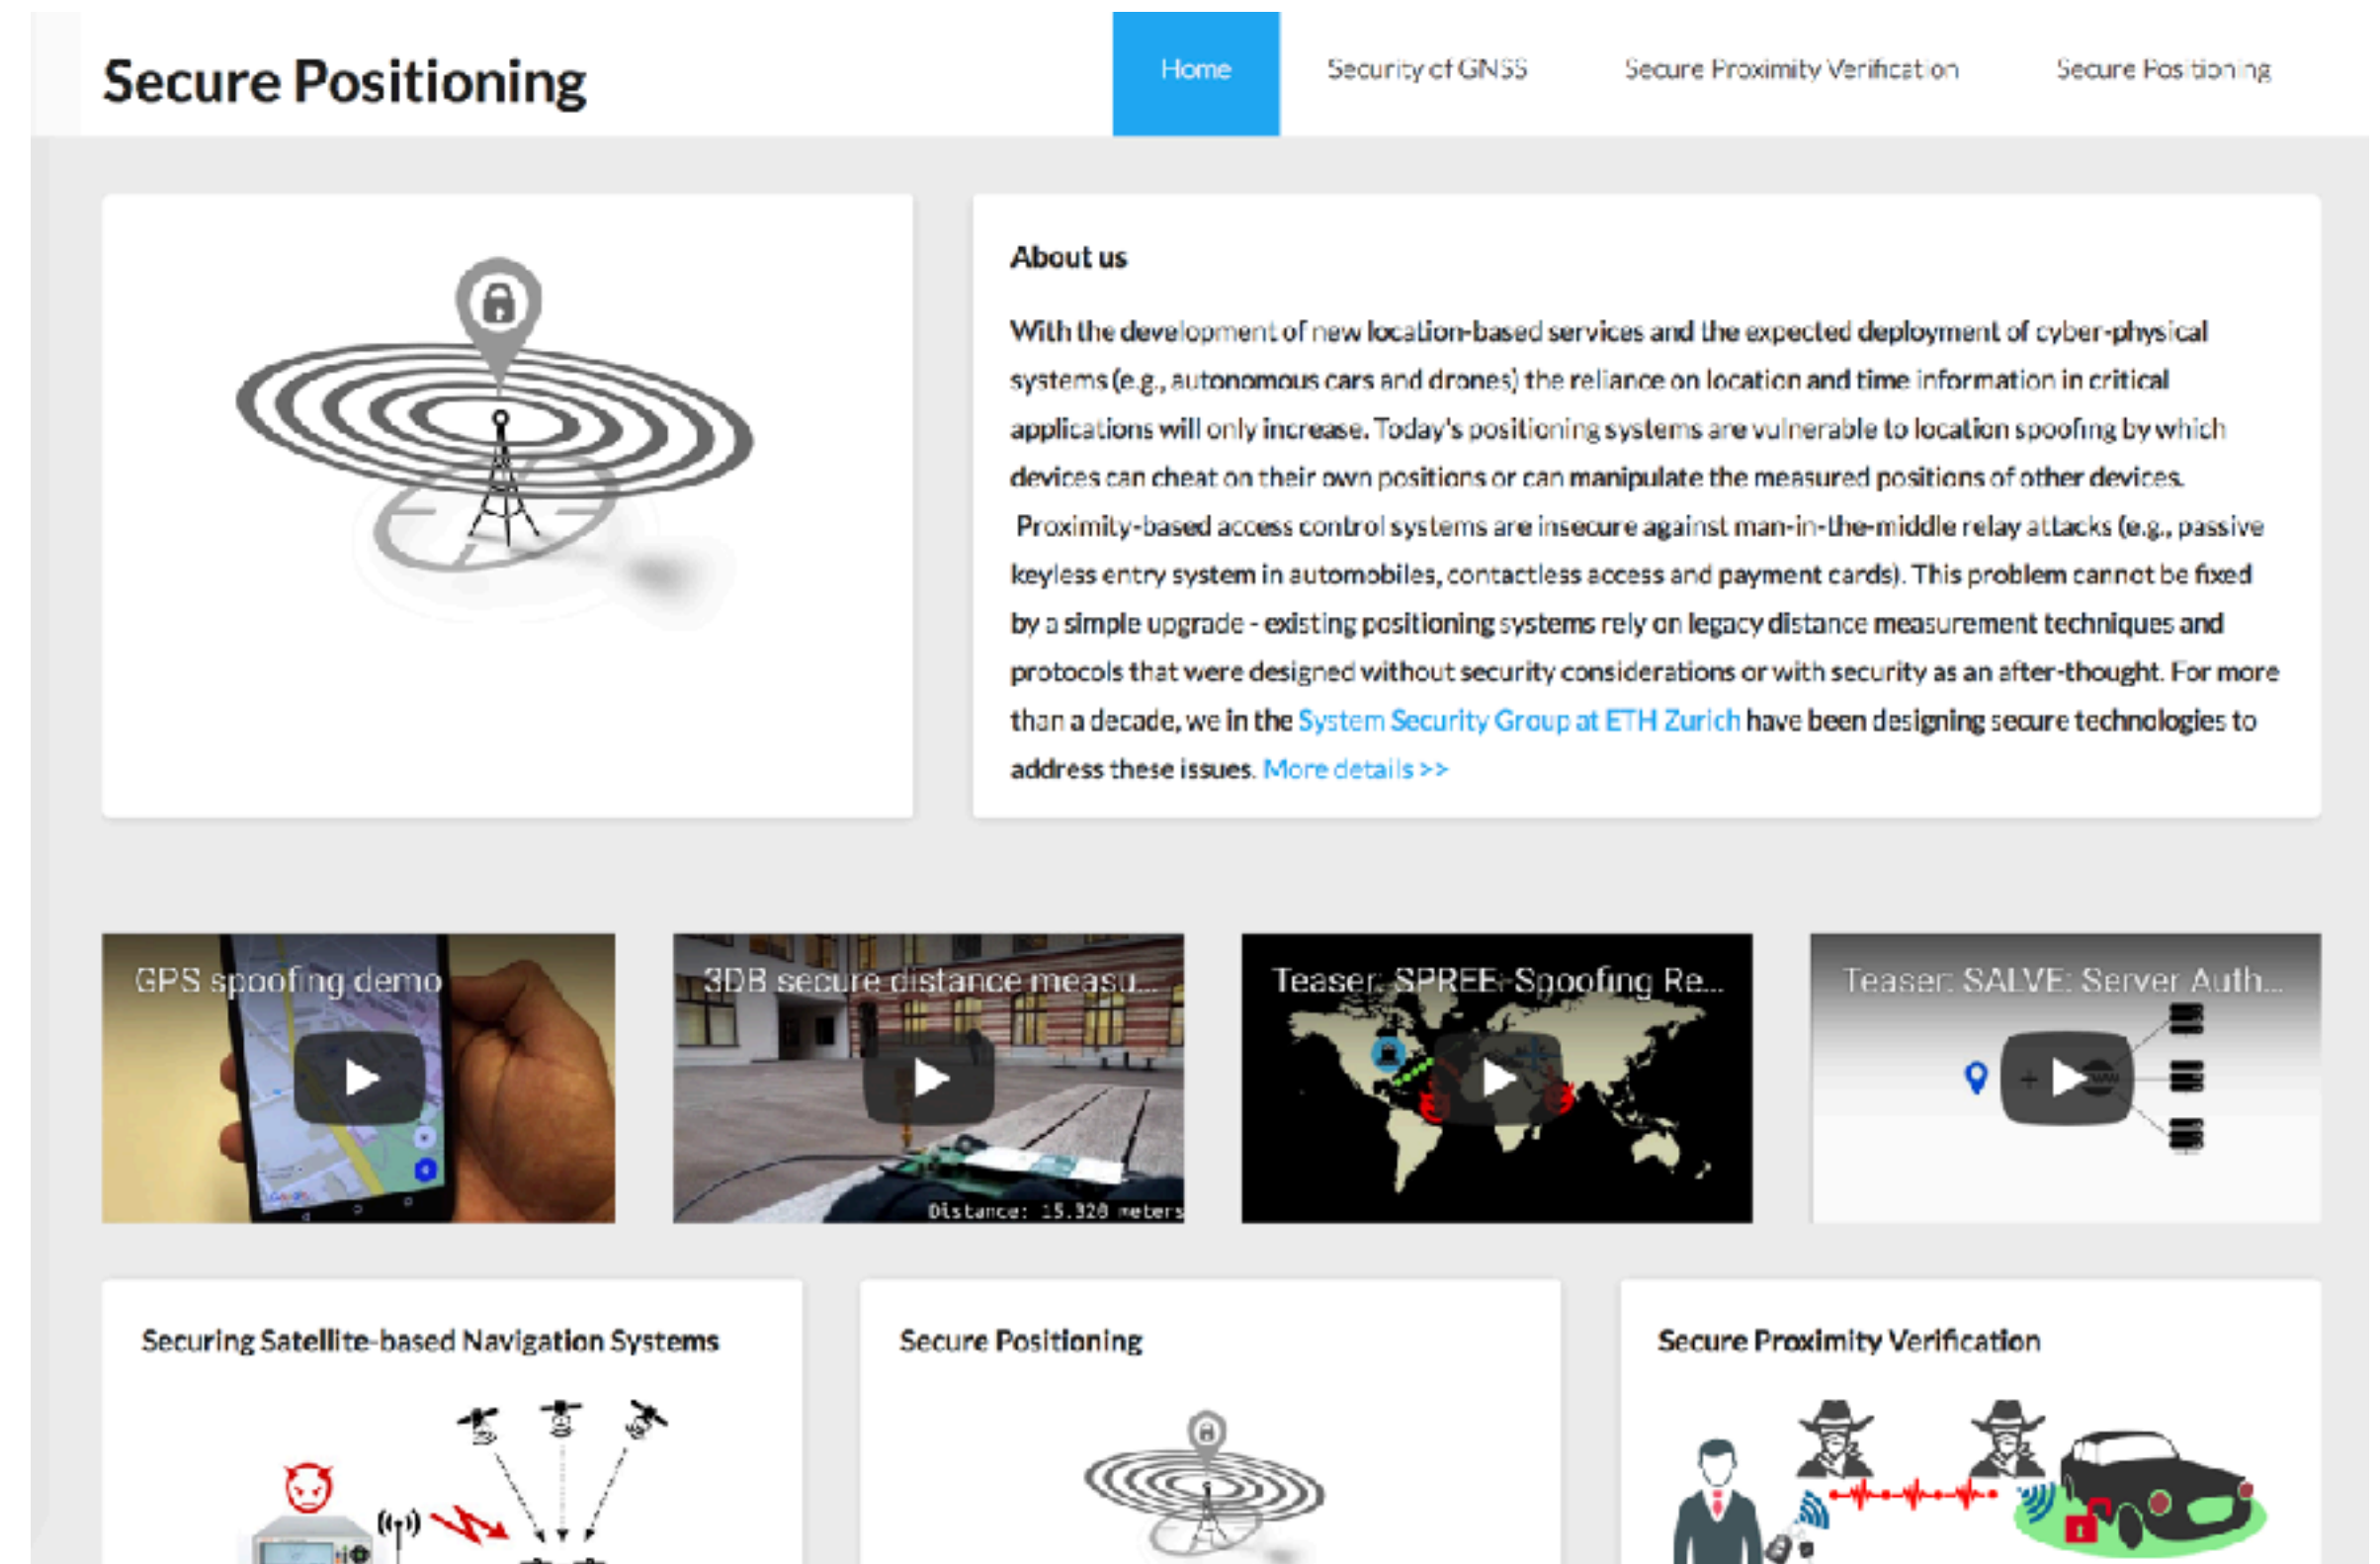 Secure Positioning
Home
Security of GNSS
Secure Proximity Verification
Secure Positioning
About us
With the development of new location-based services and the expected deployment of cyber-physical
systems (e.g., autonomous cars and drones) the reliance on location and time information in critical
applications will only increase. Today's positioning systems are vulnerable to location spoofing by which
devices can cheat on their own positions or can manipulate the measured positions of other devices.
Proximity-based access control systems are insecure against man-in-the-middle relay attacks (e.g., passive
keyless entry system in automobiles, contactless access and payment cards). This problem cannot be fixed
by a simple upgrade - existing positioning systems rely on legacy distance measurement techniques and
protocols that were designed without security considerations or with security as an after-thought. For more
than a decade, we in the System Security Group at ETH Zurich have been designing secure technologies to
address these issues. More details >>
GPS spoofing demo
3DB secure distance measu...
Teaser: SPREE-Spoofing Re...
Teaser: SALVE: Server Auth...
Distance: 15.320 meters
Securing Satellite-based Navigation Systems
Secure Positioning
Secure Proximity Verification